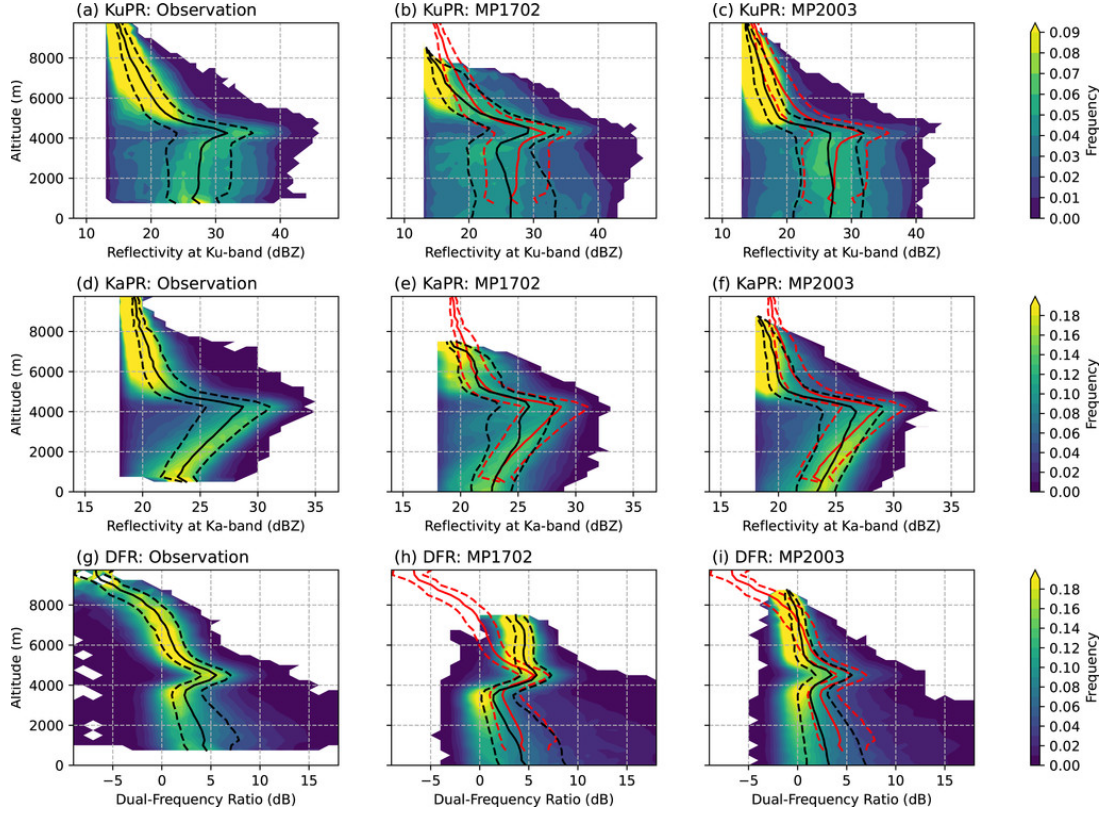 (a) KuPR: Observation
(b) KuPR: MP1702
(c) KuPR: MP2003
Altitude (m)
8000
6000
4000
2000
0
10 20 30 40
Reflectivity at Ku-band (dBZ)
10 20 30 40
Reflectivity at Ku-band (dBZ)
10 20 30 40
Reflectivity at Ku-band (dBZ)
0.09
0.08
0.07
0.06
0.05
0.04
0.03
0.02
0.01
0.00
Frequency
(d) KaPR: Observation
(e) KaPR: MP1702
(f) KaPR: MP2003
Altitude (m)
8000
6000
4000
2000
0
15 20 25 30 35
Reflectivity at Ka-band (dBZ)
15 20 25 30 35
Reflectivity at Ka-band (dBZ)
15 20 25 30 35
Reflectivity at Ka-band (dBZ)
0.18
0.16
0.14
0.12
0.10
0.08
0.06
0.04
0.02
0.00
Frequency
(g) DFR: Observation
(h) DFR: MP1702
(i) DFR: MP2003
Altitude (m)
8000
6000
4000
2000
0
−5 0 5 10 15
Dual-Frequency Ratio (dB)
−5 0 5 10 15
Dual-Frequency Ratio (dB)
−5 0 5 10 15
Dual-Frequency Ratio (dB)
0.18
0.16
0.14
0.12
0.10
0.08
0.06
0.04
0.02
0.00
Frequency